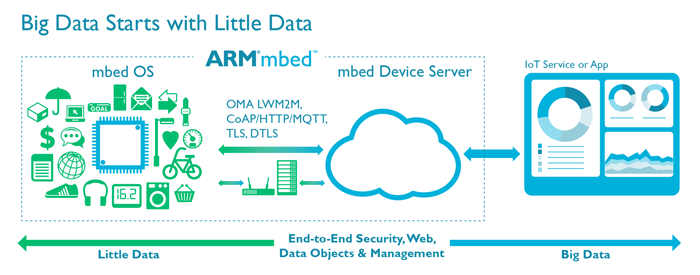 Big Data Starts with Little Data
ARM®mbed™
mbed OS
mbed Device Server
IoT Service or App
OMA LWM2M,
CoAP/HTTP/MQTT,
TLS, DTLS
GOAL
$
16.2
End-to-End Security, Web,
Data Objects & Management
Little Data
Big Data